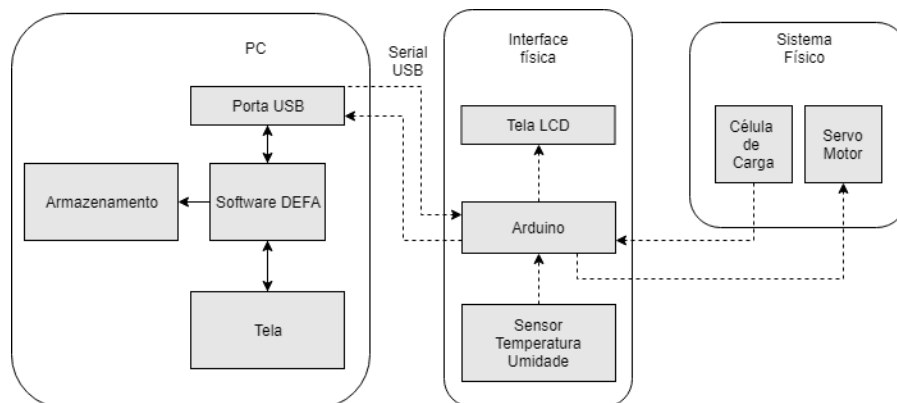 PC
Porta USB
Armazenamento
Software DEFA
Tela
Serial
USB
Interface
física
Tela LCD
Arduino
Sensor
Temperatura
Umidade
Sistema
Físico
Célula
de
Carga
Servo
Motor